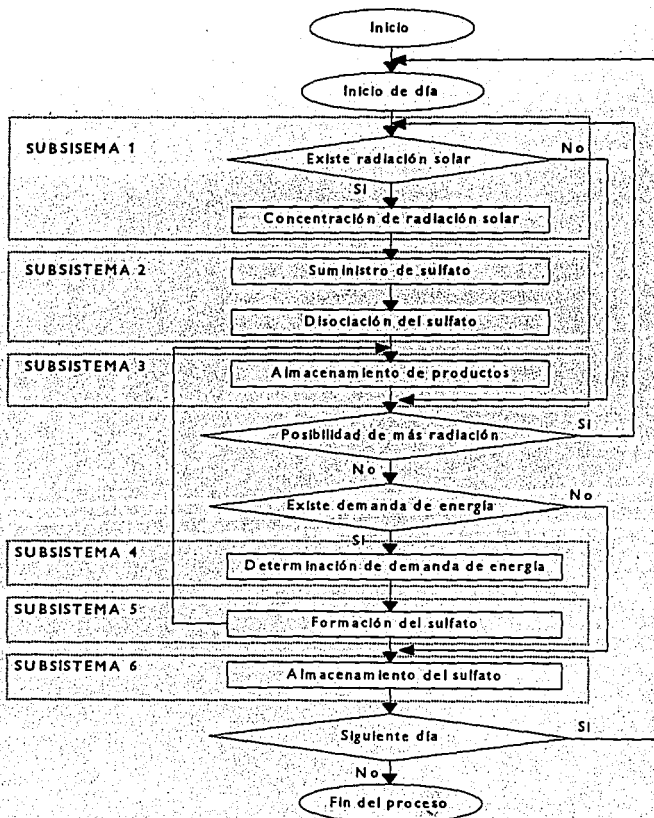 Inicio
Inicio de día
SUBSISEMA 1
Existe radiación solar
No
Si
Concentración de radiación solar
SUBSISTEMA 2
Suministro de sulfato
Disociación del sulfato
SUBSISTEMA 3
Almacenamiento de productos
Posibilidad de más radiación
Si
No
Existe demanda de energía
No
Si
SUBSISTEMA 4
Determinación de demanda de energía
SUBSISTEMA 5
Formación del sulfato
SUBSISTEMA 6
Almacenamiento del sulfato
Siguiente día
Si
No
Fin del proceso